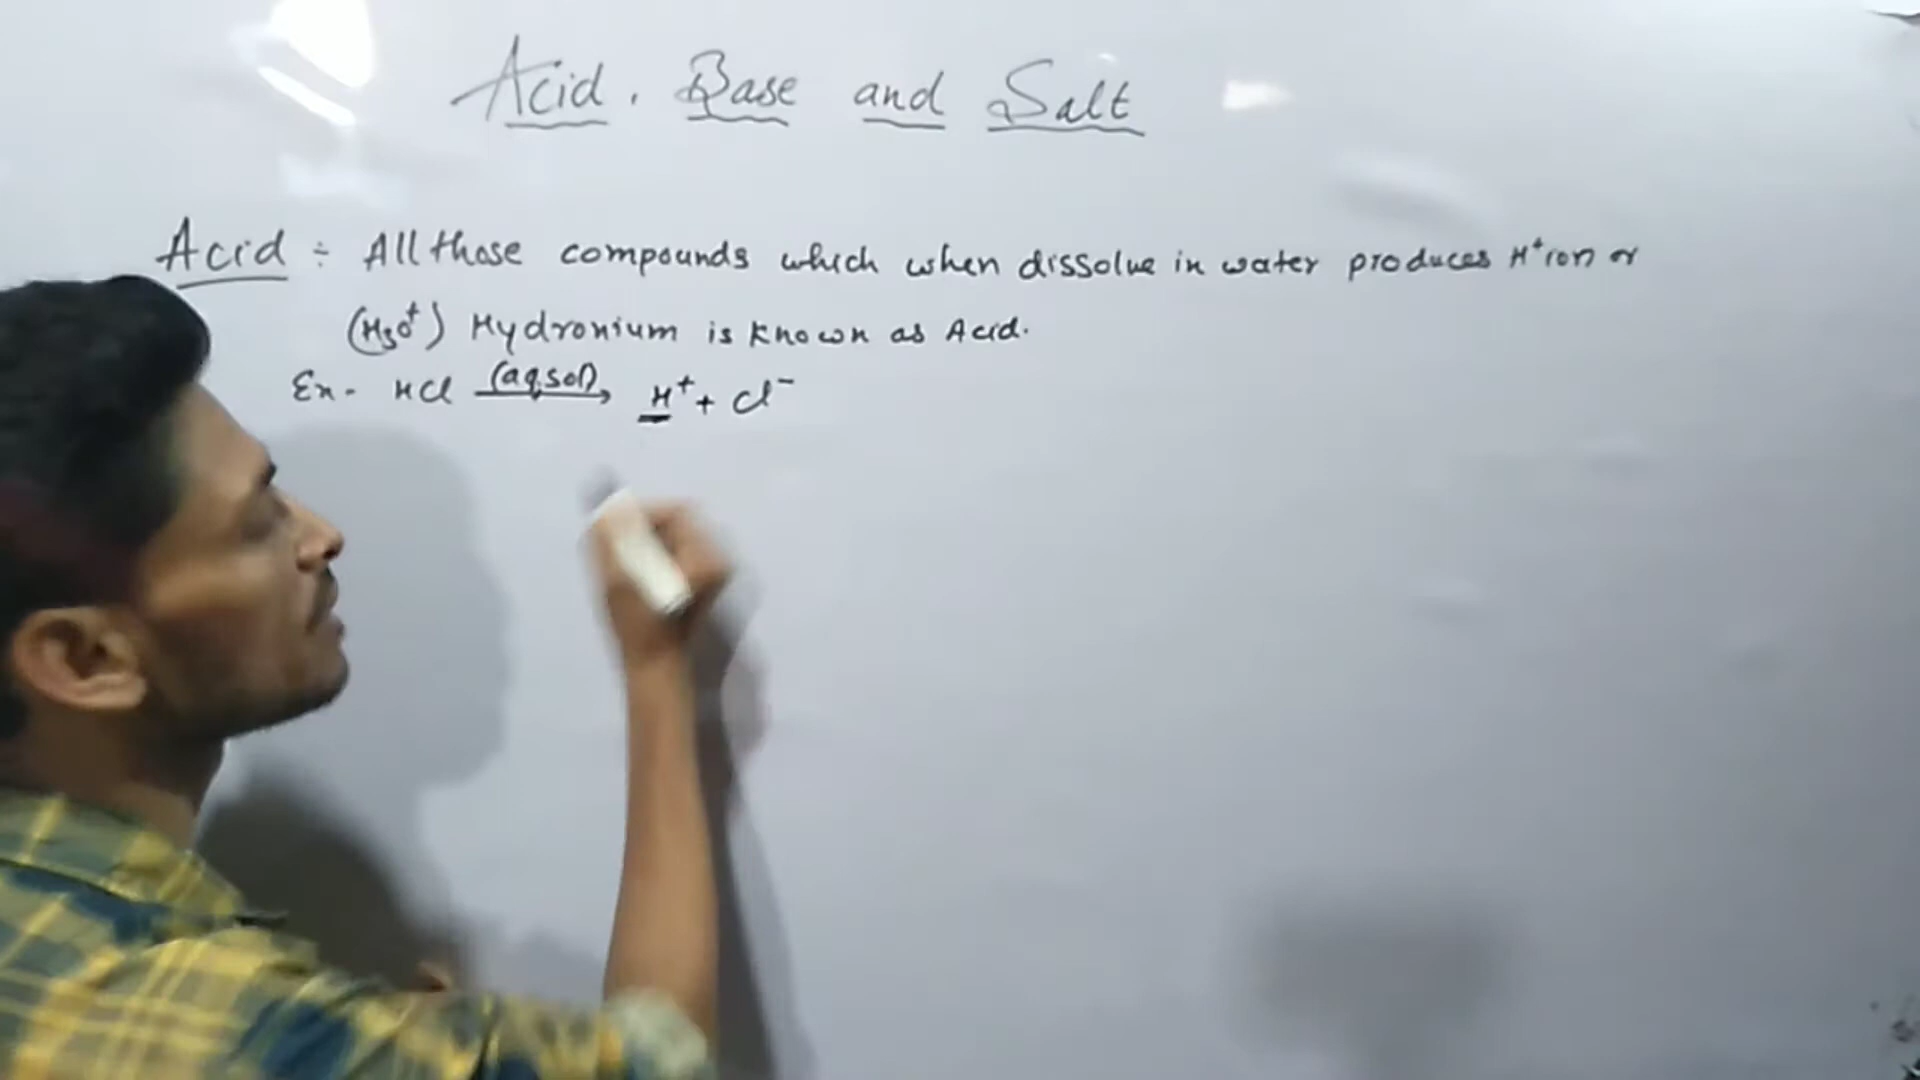 Acid, Base and Salt
Acid ÷ All those compounds which when dissolve in water produces H⁺ ion or
(H₃O⁺) Hydronium is known as Acid.
Ex- HCl (aq.sol) → H⁺ + Cl⁻